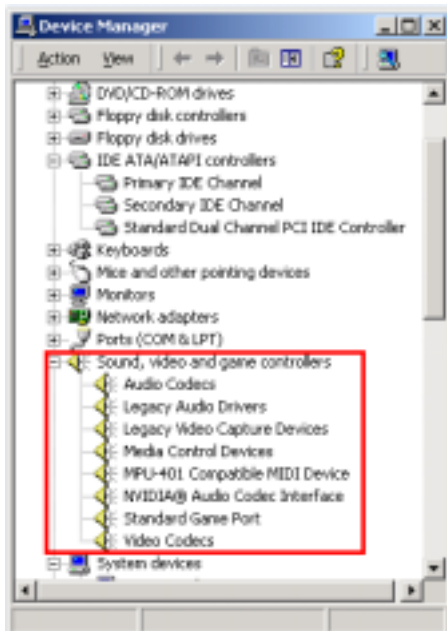 Device Manager
Action View
DVD/CD-ROM drives
Floppy disk controllers
Floppy disk drives
IDE ATA/ATAPI controllers
Primary IDE Channel
Secondary IDE Channel
Standard Dual Channel PCI IDE Controller
Keyboards
Mice and other pointing devices
Monitors
Network adapters
Ports (COM & LPT)
Sound, video and game controllers
Audio Codecs
Legacy Audio Drivers
Legacy Video Capture Devices
Media Control Devices
MPU-401 Compatible MIDI Device
NVIDIA® Audio Codec Interface
Standard Game Port
Video Codecs
System devices